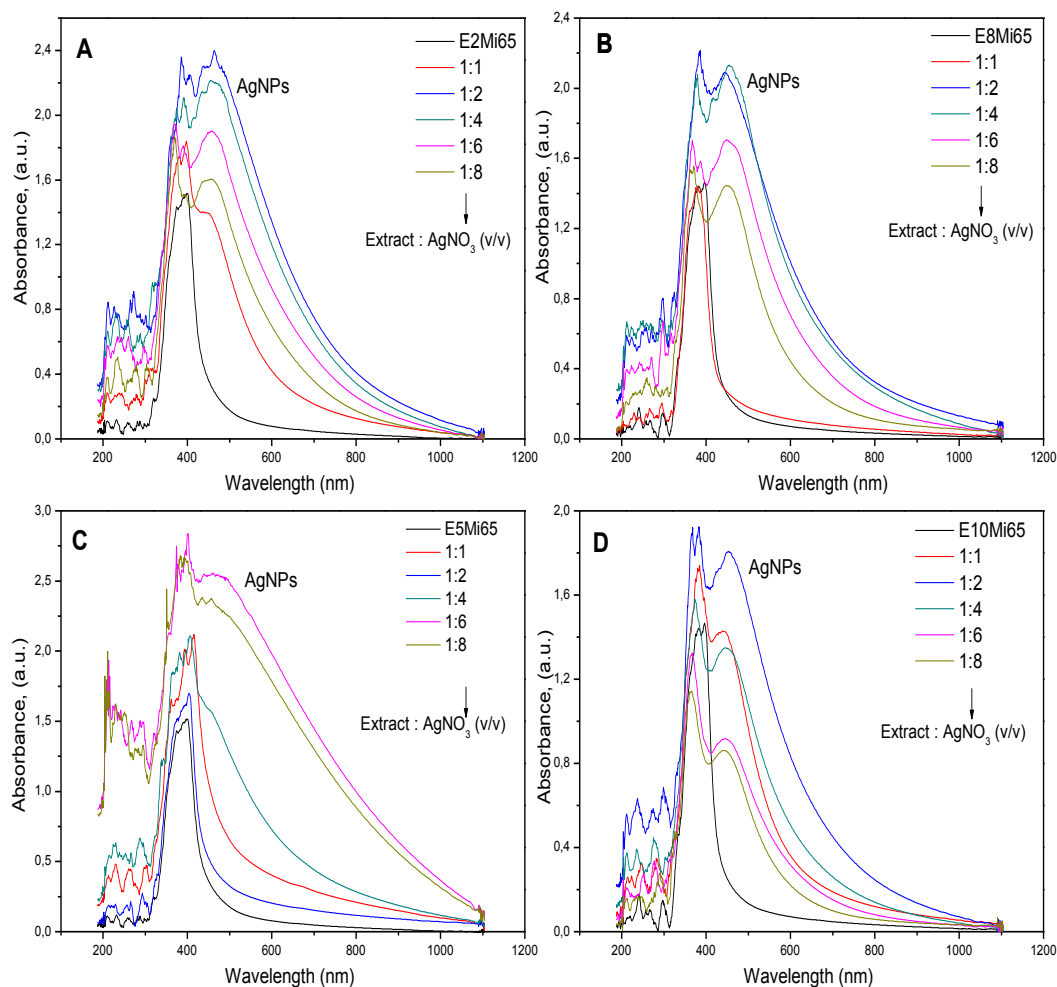 A
AgNPs
E2Mi65
1:1
1:2
1:4
1:6
1:8
Extract : AgNO₃ (v/v)
Absorbance, (a.u.)
2,4
2,0
1,6
1,2
0,8
0,4
0,0
200 400 600 800 1000 1200
Wavelength (nm)
B
AgNPs
E8Mi65
1:1
1:2
1:4
1:6
1:8
Extract : AgNO₃ (v/v)
Absorbance, (a.u.)
2,4
2,0
1,6
1,2
0,8
0,4
0,0
200 400 600 800 1000 1200
Wavelength (nm)
C
AgNPs
E5Mi65
1:1
1:2
1:4
1:6
1:8
Extract : AgNO₃ (v/v)
Absorbance, (a.u.)
3,0
2,5
2,0
1,5
1,0
0,5
0,0
200 400 600 800 1000 1200
Wavelength (nm)
D
AgNPs
E10Mi65
1:1
1:2
1:4
1:6
1:8
Extract : AgNO₃ (v/v)
Absorbance, (a.u.)
2,0
1,6
1,2
0,8
0,4
0,0
200 400 600 800 1000 1200
Wavelength (nm)